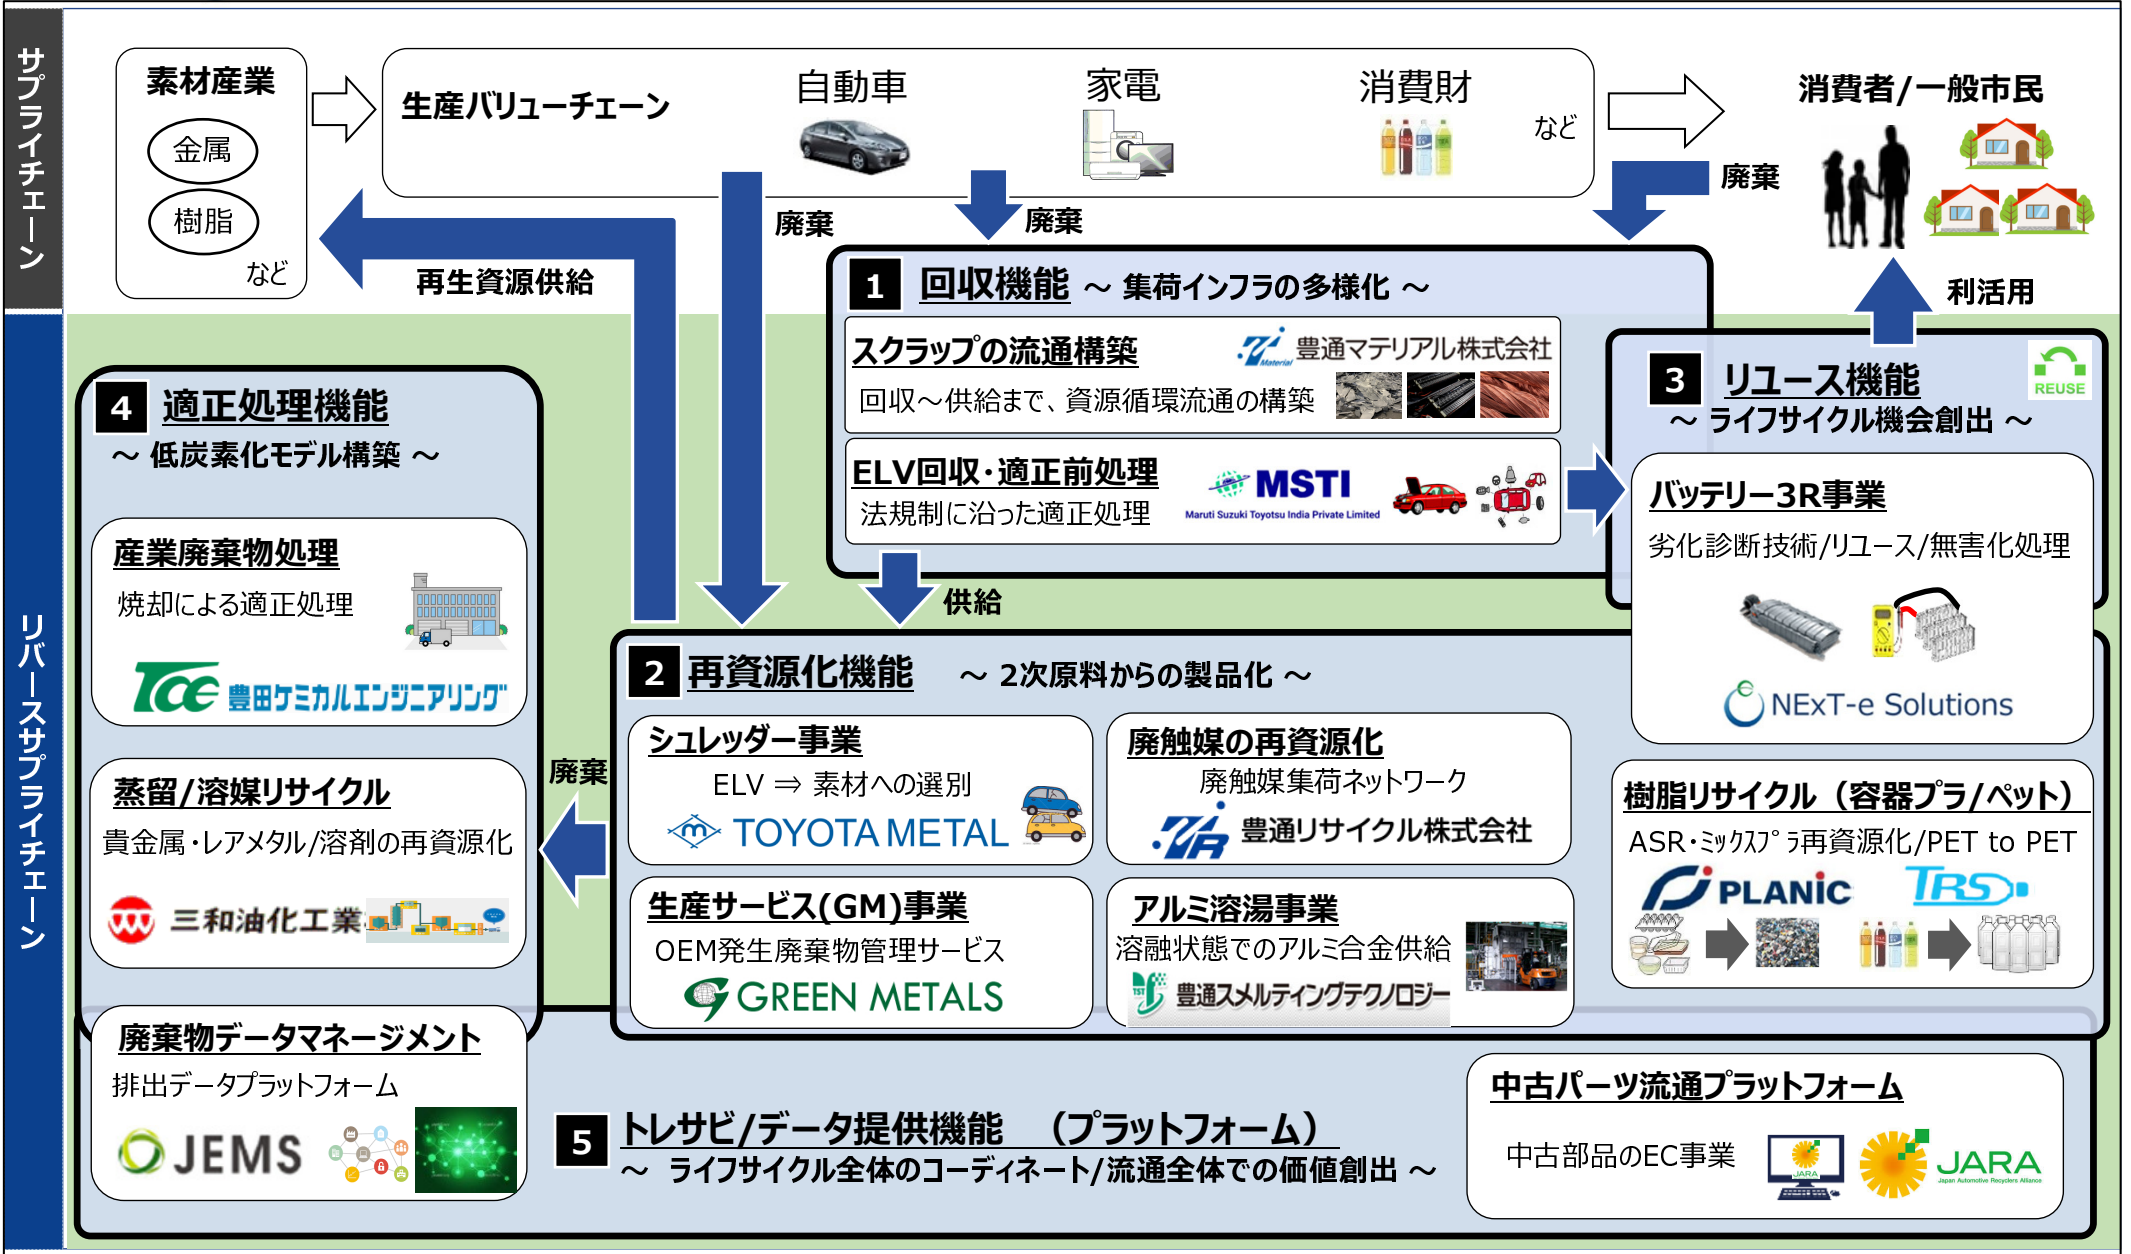 サプライチェーン
素材産業
金属
樹脂
など
生産バリューチェーン
自動車
家電
消費財
など
消費者/一般市民
廃棄
廃棄
廃棄
再生資源供給
利活用
1 回収機能 ～ 集荷インフラの多様化 ～
スクラップの流通構築
Material 豊通マテリアル株式会社
回収～供給まで、資源循環流通の構築
ELV回収・適正前処理
法規制に沿った適正処理
MSTI
Maruti Suzuki Toyotsu India Private Limited
供給
3 リユース機能
REUSE
～ ライフサイクル機会創出 ～
バッテリー3R事業
劣化診断技術/リユース/無害化処理
NExT-e Solutions
リバースサプライチェーン
4 適正処理機能
～ 低炭素化モデル構築 ～
産業廃棄物処理
焼却による適正処理
TCE 豊田ケミカルエンジニアリング
蒸留/溶媒リサイクル
貴金属・レアメタル/溶剤の再資源化
三和油化工業
廃棄
2 再資源化機能 ～ 2次原料からの製品化 ～
シュレッダー事業
ELV ⇒ 素材への選別
TOYOTA METAL
廃触媒の再資源化
廃触媒集荷ネットワーク
豊通リサイクル株式会社
生産サービス(GM)事業
OEM発生廃棄物管理サービス
GREEN METALS
アルミ溶湯事業
溶融状態でのアルミ合金供給
TST 豊通スメルティングテクノロジー
樹脂リサイクル（容器プラ/ペット）
ASR・ミックスプラ再資源化/PET to PET
PLANIC
TRS
廃棄物データマネージメント
排出データプラットフォーム
JEMS
5 トレサビ/データ提供機能 （プラットフォーム）
～ ライフサイクル全体のコーディネート/流通全体での価値創出 ～
中古パーツ流通プラットフォーム
中古部品のEC事業
JARA
JARA
Japan Automotive Recyclers Alliance